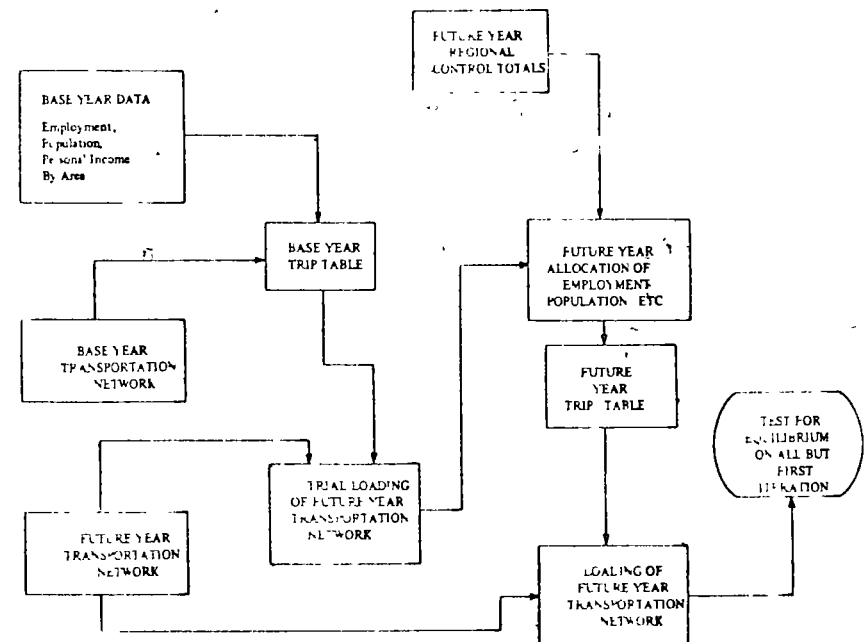 FUTURE YEAR
REGIONAL
CONTROL TOTALS
BASE YEAR DATA
Employment,
Population,
Personal Income
By Area
BASE YEAR
TRIP TABLE
FUTURE YEAR
ALLOCATION OF
EMPLOYMENT
POPULATION ETC
BASE YEAR
TRANSPORTATION
NETWORK
FUTURE
YEAR
TRIP TABLE
TEST FOR
EQUILIBRIUM
ON ALL BUT
FIRST
ITERATION
TRIAL LOADING
OF FUTURE YEAR
TRANSPORTATION
NETWORK
FUTURE YEAR
TRANSPORTATION
NETWORK
LOADING OF
FUTURE YEAR
TRANSPORTATION
NETWORK